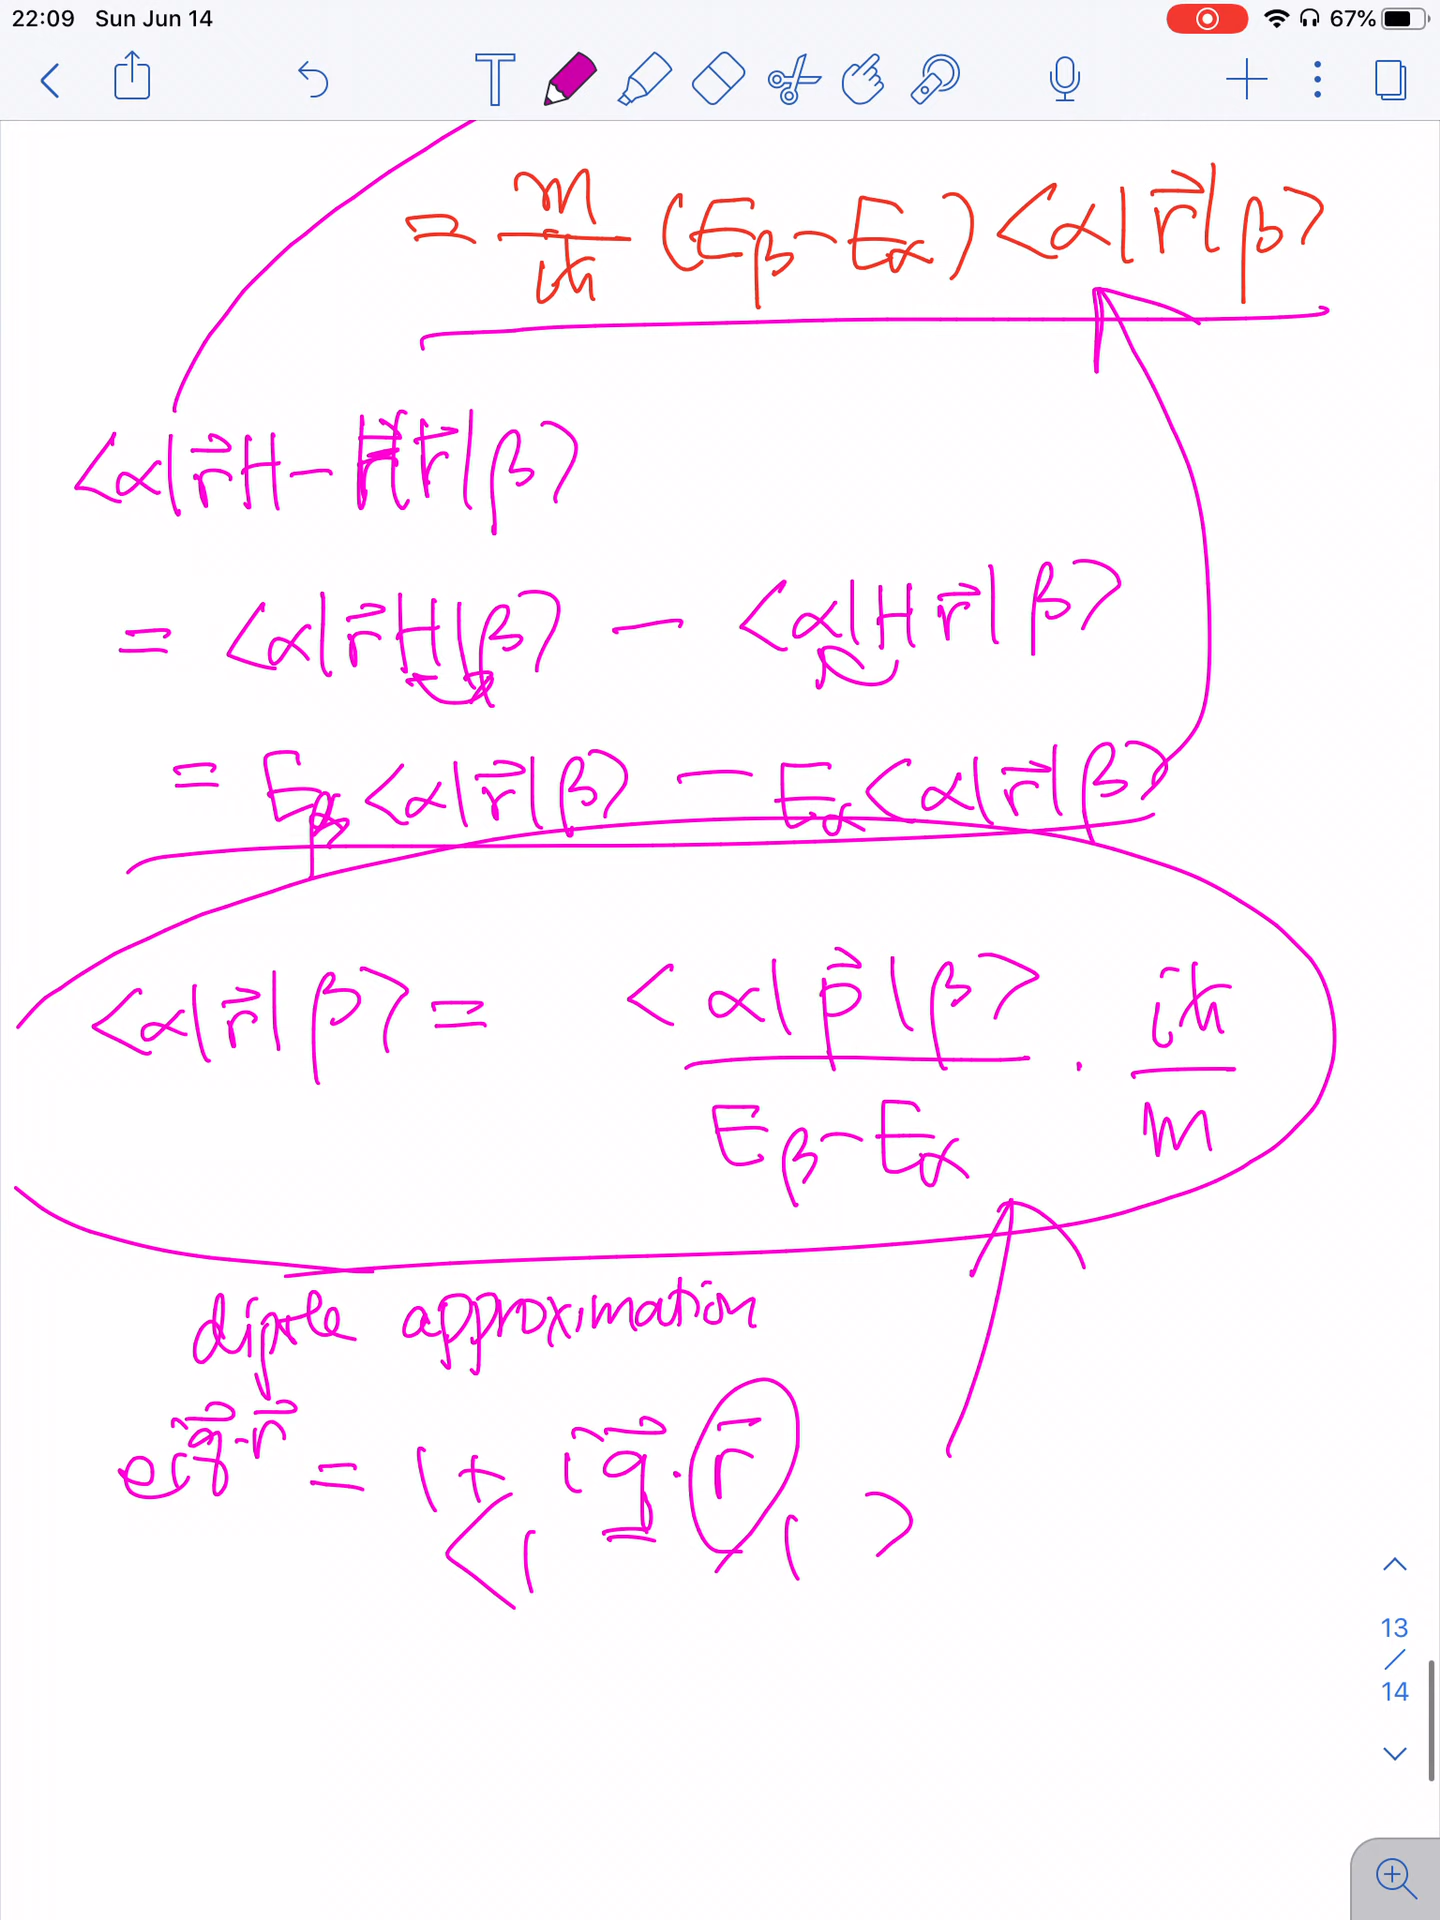 22:09 Sun Jun 14 67%
T
= m/iħ (Eβ − Eα) <α|r⃗|β>
<α|r⃗H − Hr⃗|β>
= <α|r⃗H|β> − <α|Hr⃗|β>
= Eβ <α|r⃗|β> − Eα <α|r⃗|β>
<α|r⃗|β> = <α|p⃗|β> / Eβ − Eα · iħ/m
dipole approximation
e^{iq⃗·r⃗} = 1 + iq⃗·r⃗
<| | >
13
/
14